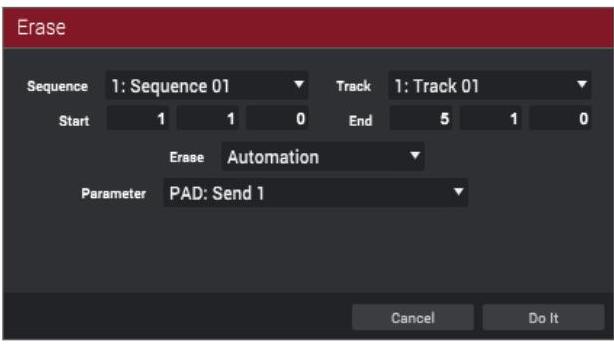 Erase
Sequence 1: Sequence 01 Track 1: Track 01
Start 1 1 0 End 5 1 0
Erase Automation
Parameter PAD: Send 1
Cancel Do It